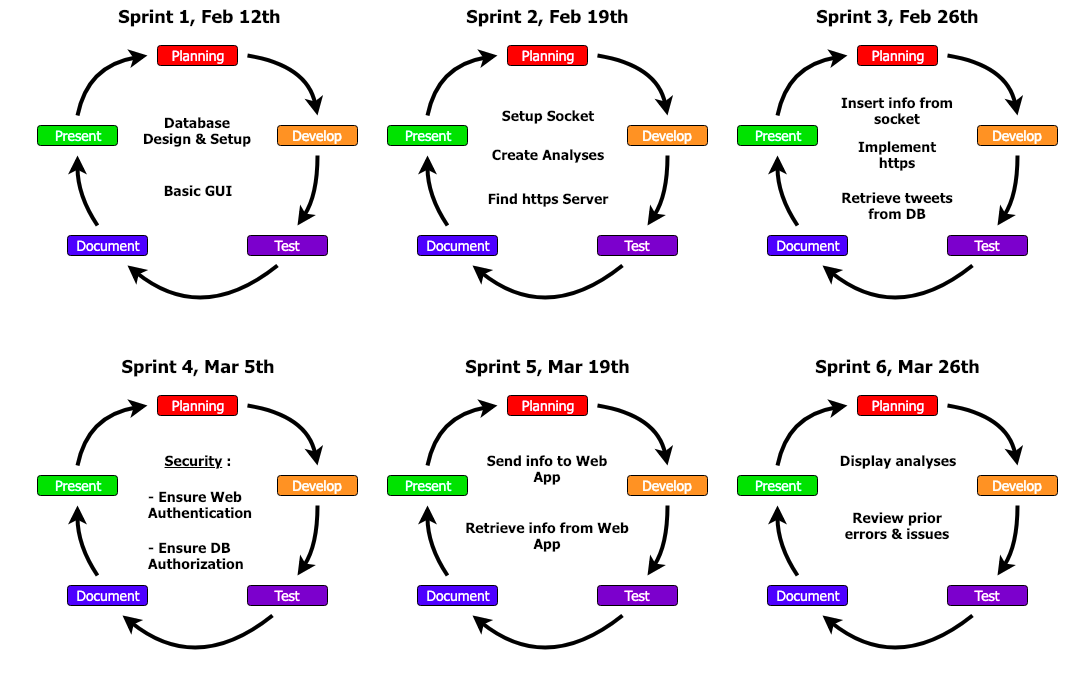 Sprint 1, Feb 12th
Planning
Present
Database
Design & Setup
Develop
Basic GUI
Document
Test
Sprint 2, Feb 19th
Planning
Setup Socket
Present
Develop
Create Analyses
Find https Server
Document
Test
Sprint 3, Feb 26th
Planning
Insert info from
socket
Present
Develop
Implement
https
Retrieve tweets
from DB
Document
Test
Sprint 4, Mar 5th
Planning
Security :
Present
Develop
- Ensure Web
Authentication
- Ensure DB
Authorization
Document
Test
Sprint 5, Mar 19th
Planning
Send info to Web
App
Present
Develop
Retrieve info from Web
App
Document
Test
Sprint 6, Mar 26th
Planning
Display analyses
Present
Develop
Review prior
errors & issues
Document
Test